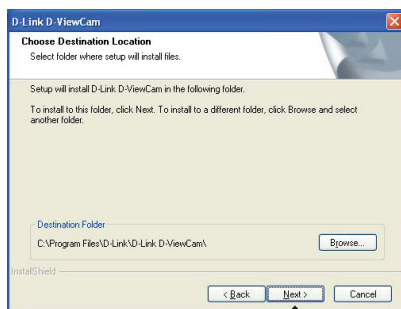 D-Link D-ViewCam
Choose Destination Location
Select folder where setup will install files.
Setup will install D-Link D-ViewCam in the following folder.
To install to this folder, click Next. To install to a different folder, click Browse and select
another folder.
Destination Folder
C:\Program Files\D-Link\D-Link D-ViewCam\
Browse...
InstallShield
< Back
Next >
Cancel